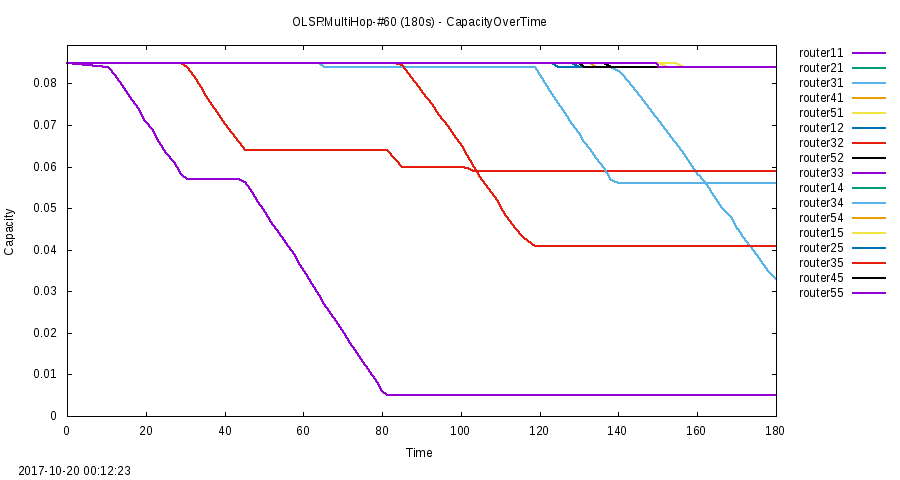 OLSRMultiHop-#60 (180s) - CapacityOverTime
router11
router21
router31
router41
router51
router12
router32
router52
router33
router14
router34
router54
router15
router25
router35
router45
router55
0.08
0.07
0.06
0.05
0.04
0.03
0.02
0.01
0
Capacity
0 20 40 60 80 100 120 140 160 180
Time
2017-10-20 00:12:23